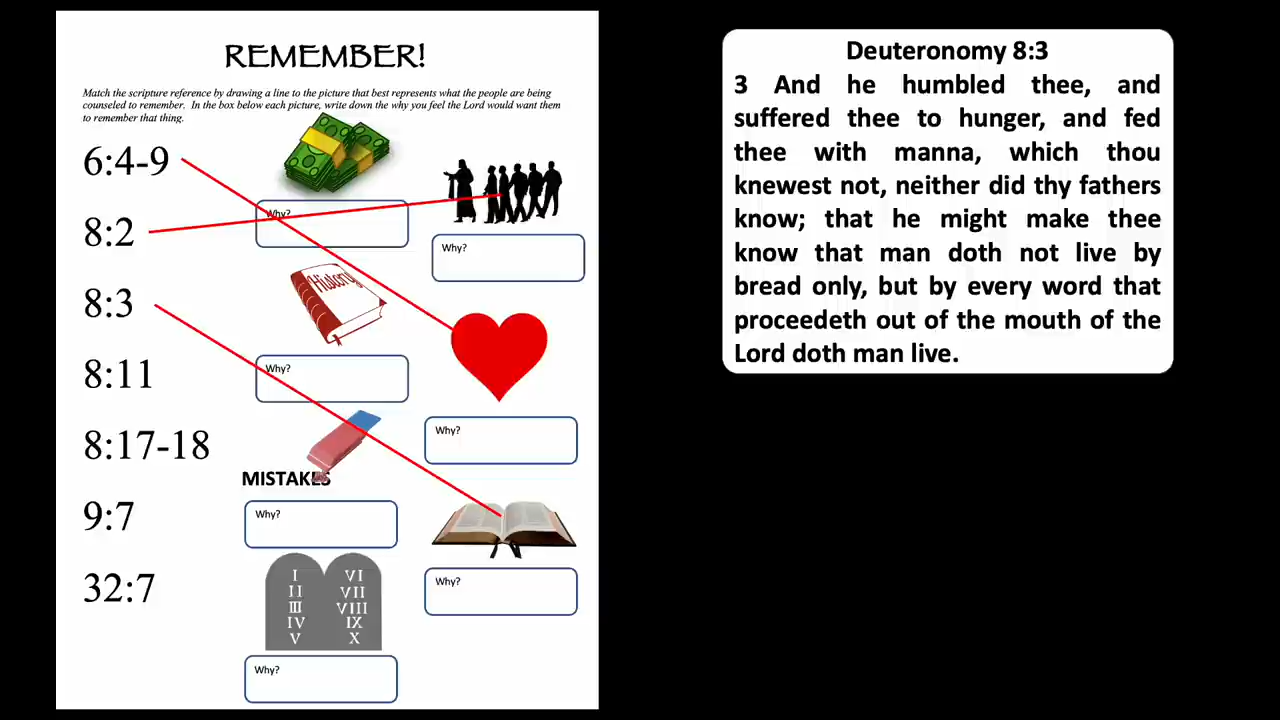 REMEMBER!
Match the scripture reference by drawing a line to the picture that best represents what the people are being
counseled to remember. In the box below each picture, write down the why you feel the Lord would want them
to remember that thing.
6:4-9
8:2
8:3
8:11
8:17-18
9:7
32:7
Why?
History
Why?
MISTAKES
Why?
I VI
II VII
III VIII
IV IX
V X
Why?
Why?
Why?
Why?
Deuteronomy 8:3
3 And he humbled thee, and
suffered thee to hunger, and fed
thee with manna, which thou
knewest not, neither did thy fathers
know; that he might make thee
know that man doth not live by
bread only, but by every word that
proceedeth out of the mouth of the
Lord doth man live.